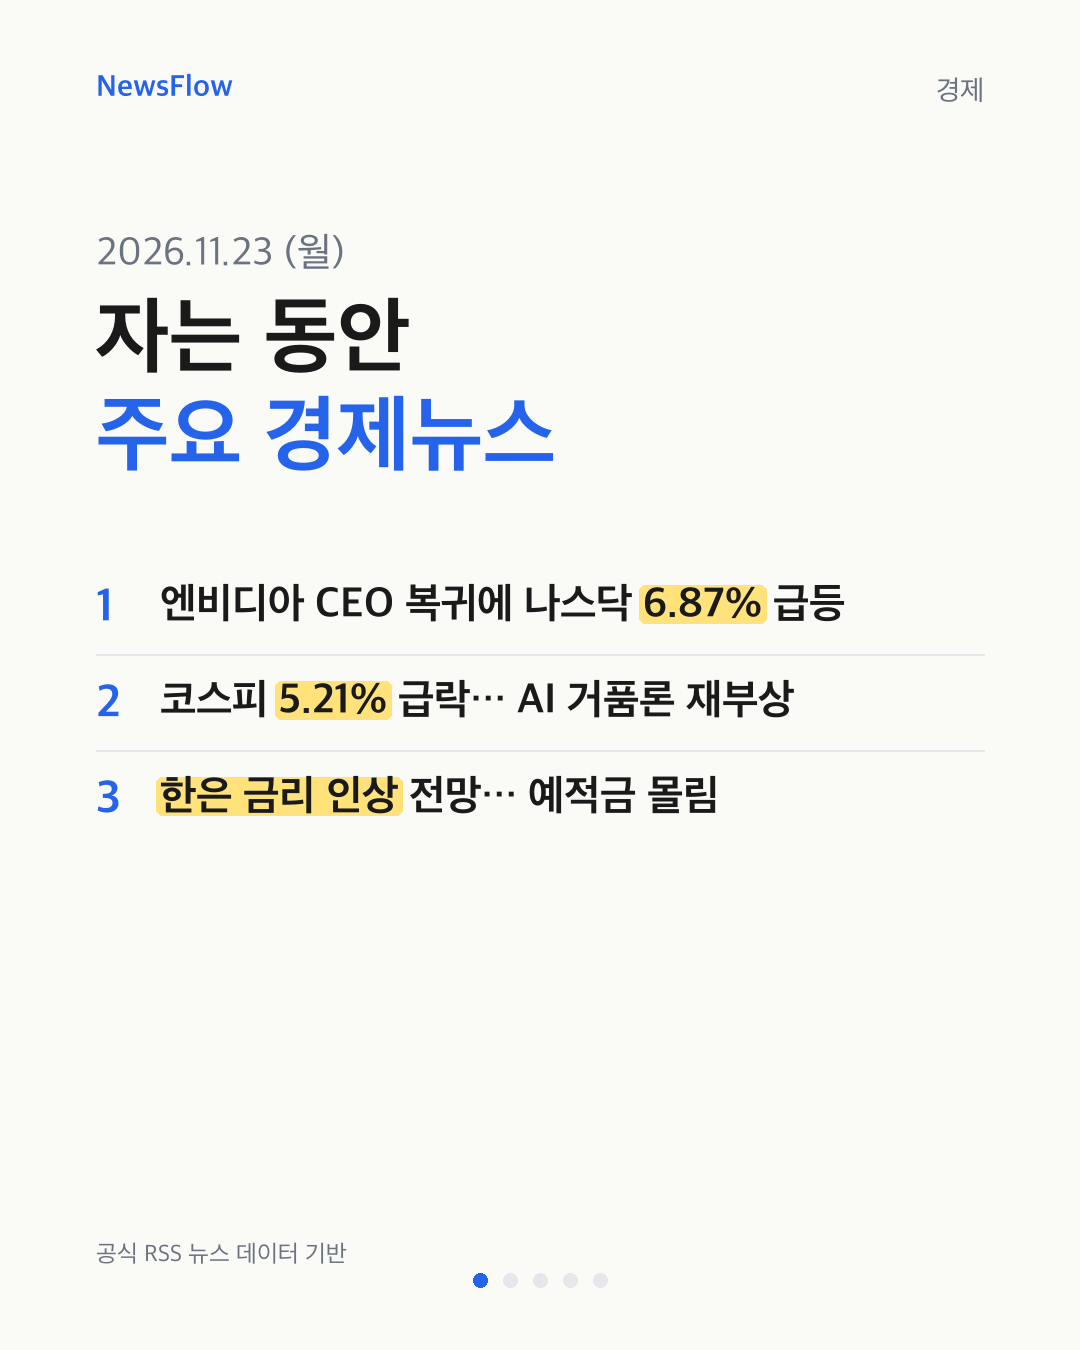 NewsFlow
경제
2026.11.23 (월)
자는 동안
주요 경제뉴스
1 엔비디아 CEO 복귀에 나스닥 6.87% 급등
2 코스피 5.21% 급락… AI 거품론 재부상
3 한은 금리 인상 전망… 예적금 몰림
공식 RSS 뉴스 데이터 기반